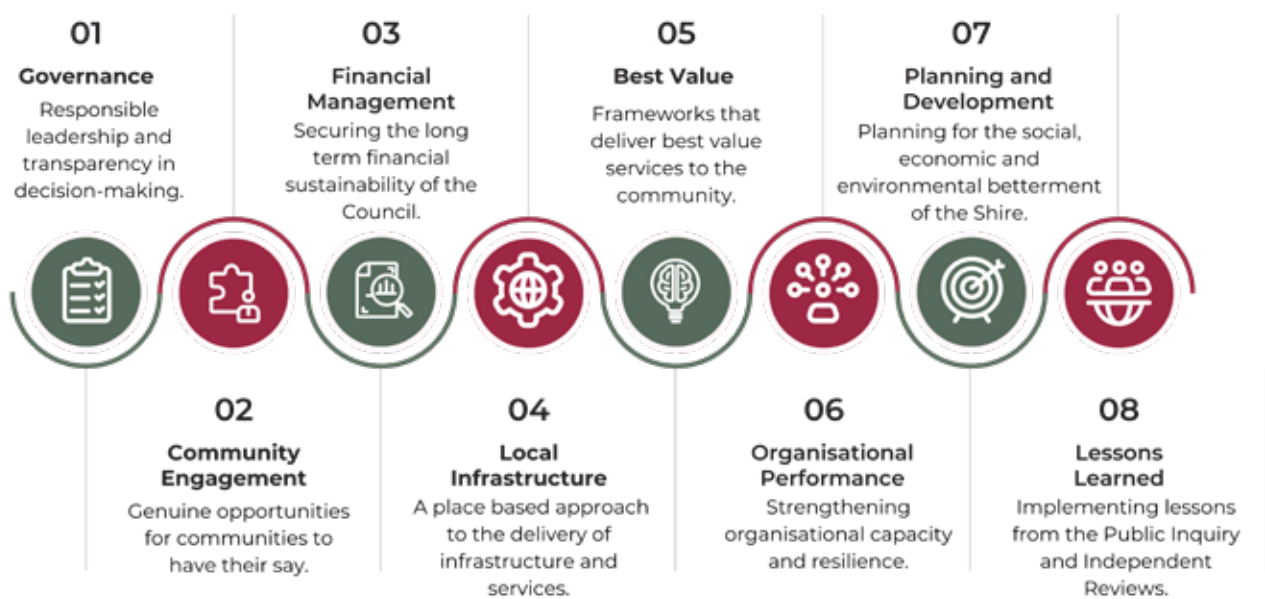 01
Governance
Responsible
leadership and
transparency in
decision-making.
02
Community
Engagement
Genuine opportunities
for communities to
have their say.
03
Financial
Management
Securing the long
term financial
sustainability of the
Council.
04
Local
Infrastructure
A place based approach
to the delivery of
infrastructure and
services.
05
Best Value
Frameworks that
deliver best value
services to the
community.
06
Organisational
Performance
Strengthening
organisational capacity
and resilience.
07
Planning and
Development
Planning for the social,
economic and
environmental betterment
of the Shire.
08
Lessons
Learned
Implementing lessons
from the Public Inquiry
and Independent
Reviews.